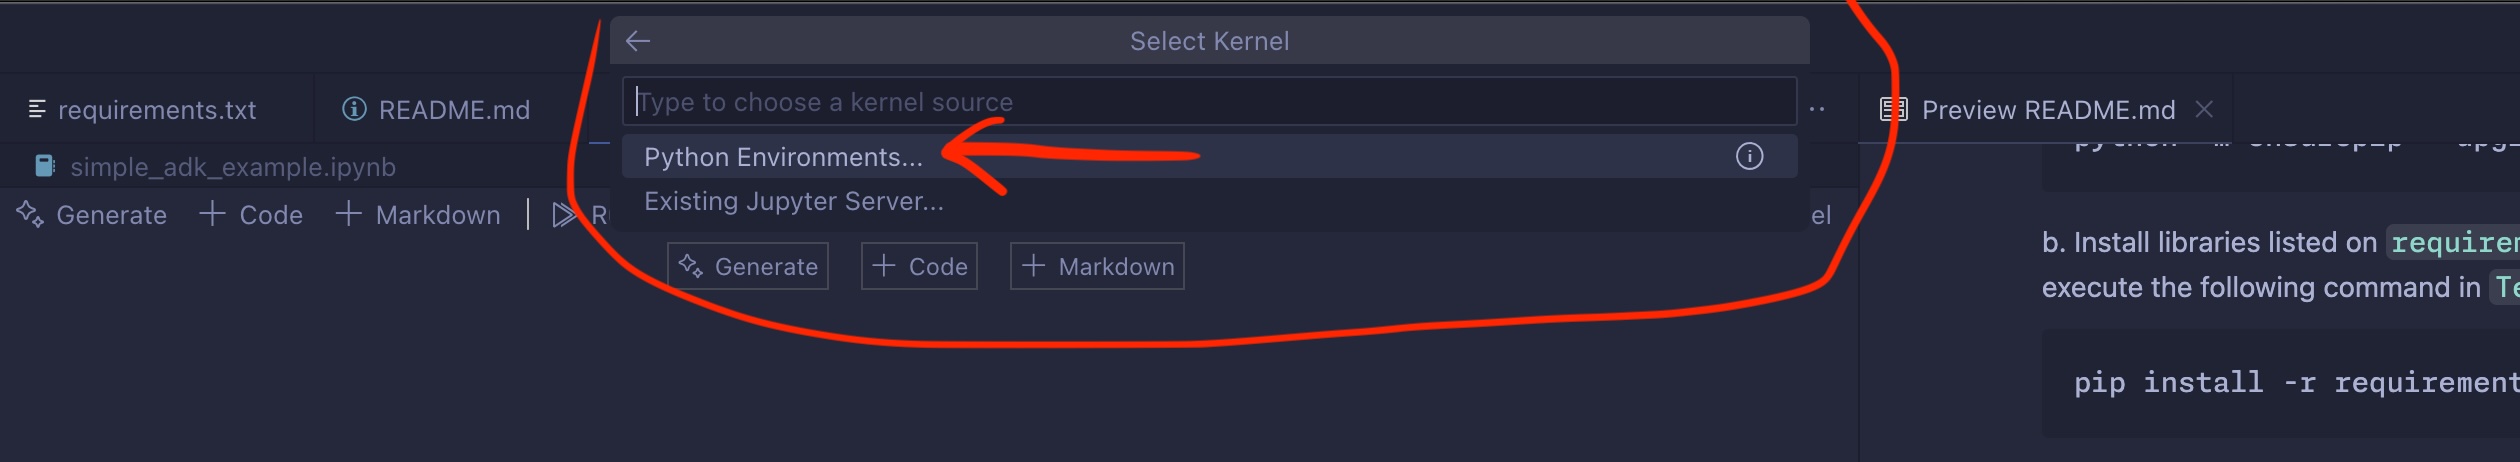 Select Kernel
Type to choose a kernel source
Python Environments...
Existing Jupyter Server...
requirements.txt
README.md
Preview README.md
simple_adk_example.ipynb
Generate
Code
Markdown
R
el
Generate
Code
Markdown
python -m
b. Install libraries listed on requirem
execute the following command in Te
pip install -r requirement